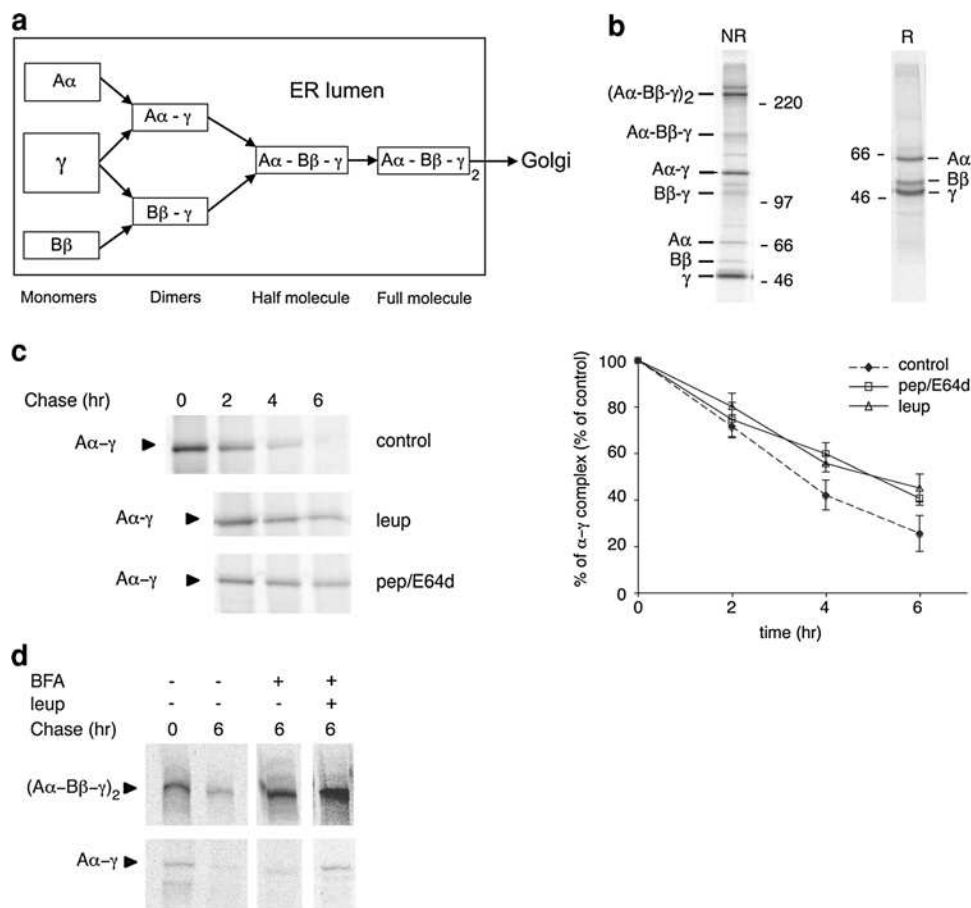 a
Aα
γ
Bβ
Aα - γ
Bβ - γ
ER lumen
Aα - Bβ - γ
Aα - Bβ - γ
2
Golgi
Monomers
Dimers
Half molecule
Full molecule
b
NR
R
(Aα-Bβ-γ)2
Aα-Bβ-γ
Aα-γ
Bβ-γ
Aα
Bβ
γ
- 220
- 97
- 66
- 46
66 -
46 -
Aα
Bβ
γ
c
Chase (hr) 0 2 4 6
Aα-γ
control
Aα-γ
leup
Aα-γ
pep/E64d
% of α-γ complex (% of control)
100
80
60
40
20
0
0 2 4 6
time (hr)
control
pep/E64d
leup
d
BFA - - + +
leup - - - +
Chase (hr) 0 6 6 6
(Aα-Bβ-γ)2
Aα-γ